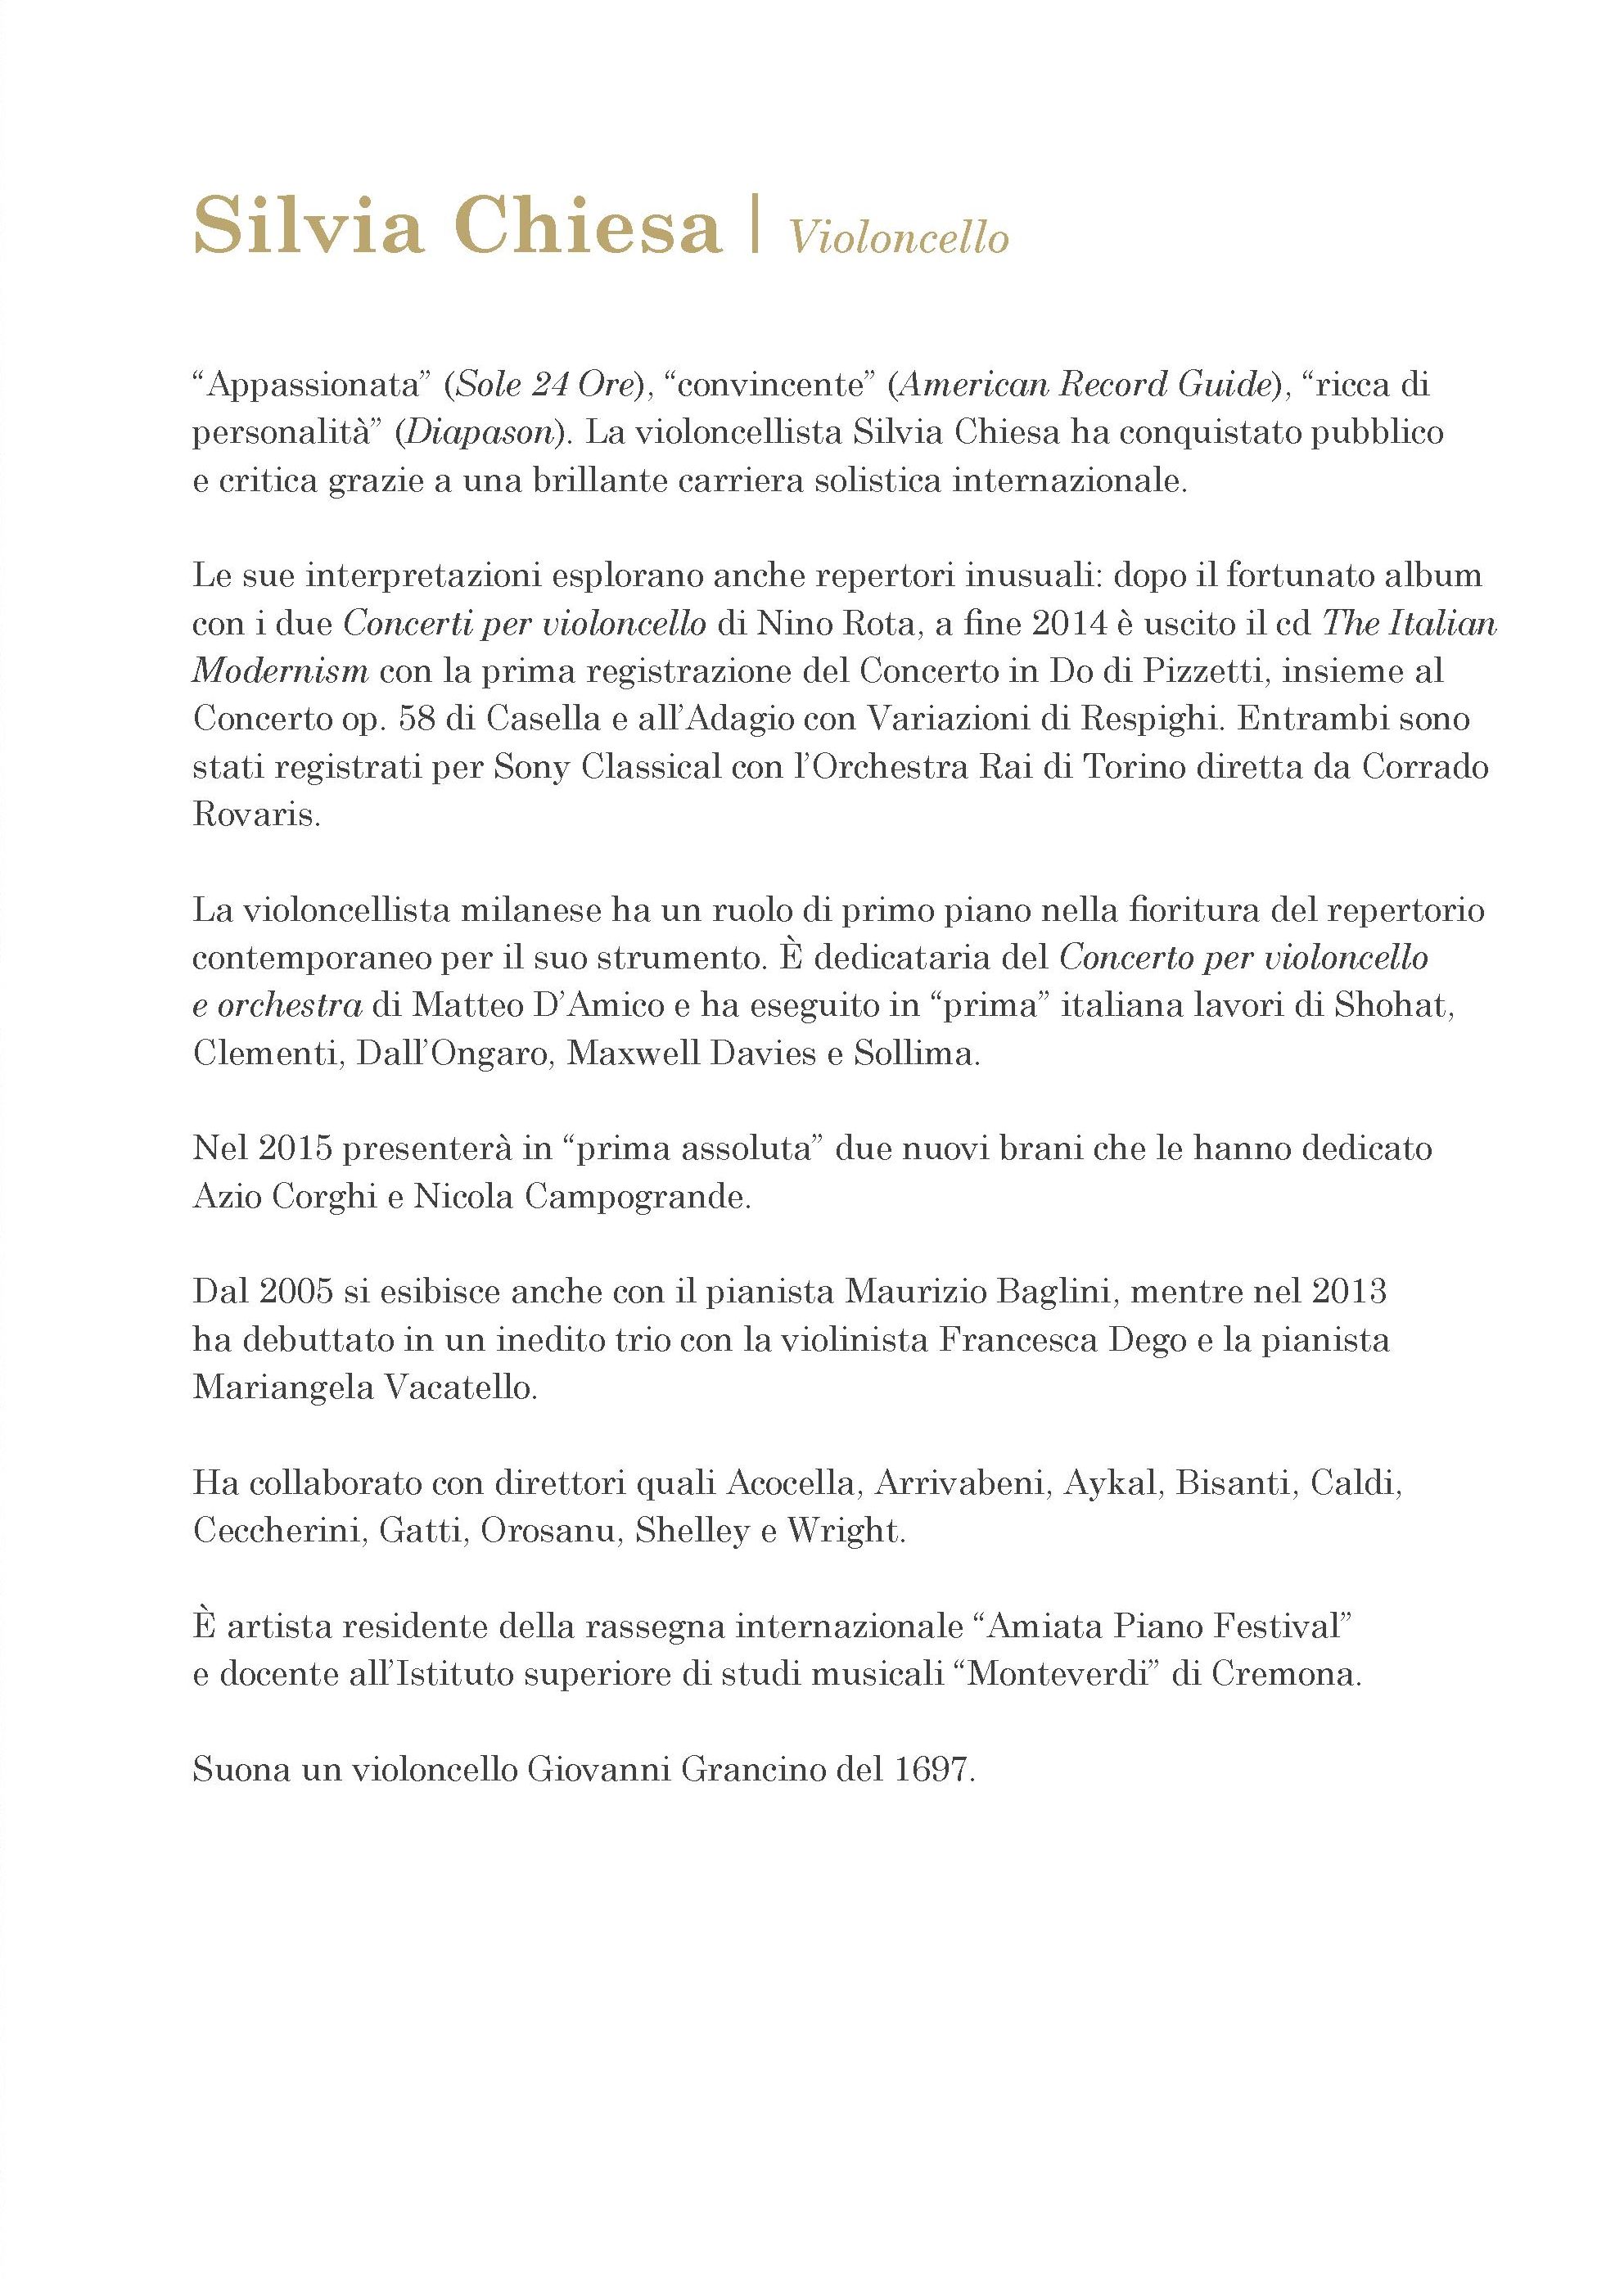 Silvia Chiesa | Violoncello
“Appassionata” (Sole 24 Ore), “convincente” (American Record Guide), “ricca di
personalità” (Diapason). La violoncellista Silvia Chiesa ha conquistato pubblico
e critica grazie a una brillante carriera solistica internazionale.
Le sue interpretazioni esplorano anche repertori inusuali: dopo il fortunato album
con i due Concerti per violoncello di Nino Rota, a fine 2014 è uscito il cd The Italian
Modernism con la prima registrazione del Concerto in Do di Pizzetti, insieme al
Concerto op. 58 di Casella e all’Adagio con Variazioni di Respighi. Entrambi sono
stati registrati per Sony Classical con l’Orchestra Rai di Torino diretta da Corrado
Rovaris.
La violoncellista milanese ha un ruolo di primo piano nella fioritura del repertorio
contemporaneo per il suo strumento. È dedicataria del Concerto per violoncello
e orchestra di Matteo D’Amico e ha eseguito in “prima” italiana lavori di Shohat,
Clementi, Dall’Ongaro, Maxwell Davies e Sollima.
Nel 2015 presenterà in “prima assoluta” due nuovi brani che le hanno dedicato
Azio Corghi e Nicola Campogrande.
Dal 2005 si esibisce anche con il pianista Maurizio Baglini, mentre nel 2013
ha debuttato in un inedito trio con la violinista Francesca Dego e la pianista
Mariangela Vacatello.
Ha collaborato con direttori quali Acocella, Arrivabeni, Aykal, Bisanti, Caldi,
Ceccherini, Gatti, Orosanu, Shelley e Wright.
È artista residente della rassegna internazionale “Amiata Piano Festival”
e docente all’Istituto superiore di studi musicali “Monteverdi” di Cremona.
Suona un violoncello Giovanni Grancino del 1697.